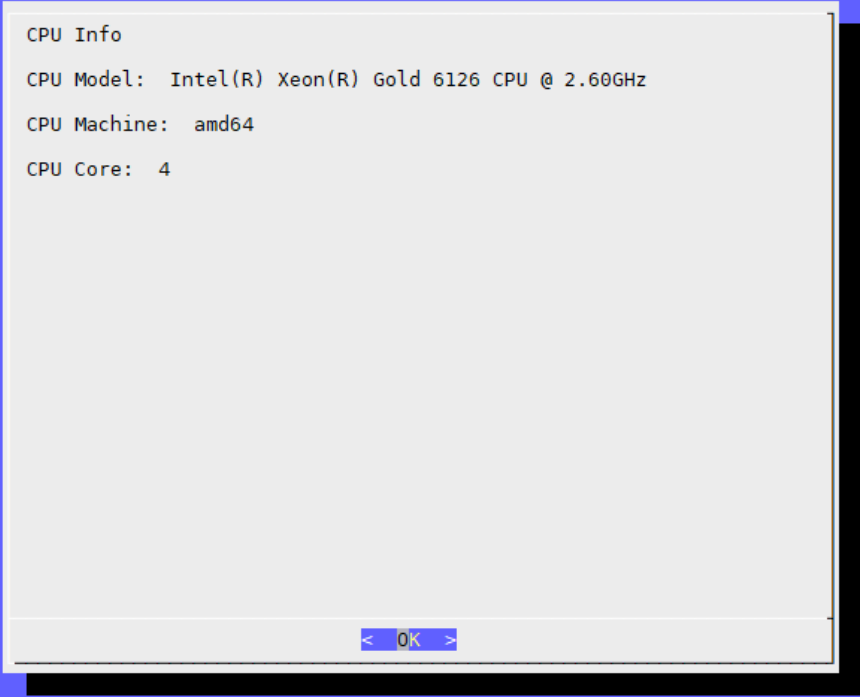 CPU Info
CPU Model:  Intel(R) Xeon(R) Gold 6126 CPU @ 2.60GHz
CPU Machine:  amd64
CPU Core:  4
<  OK  >